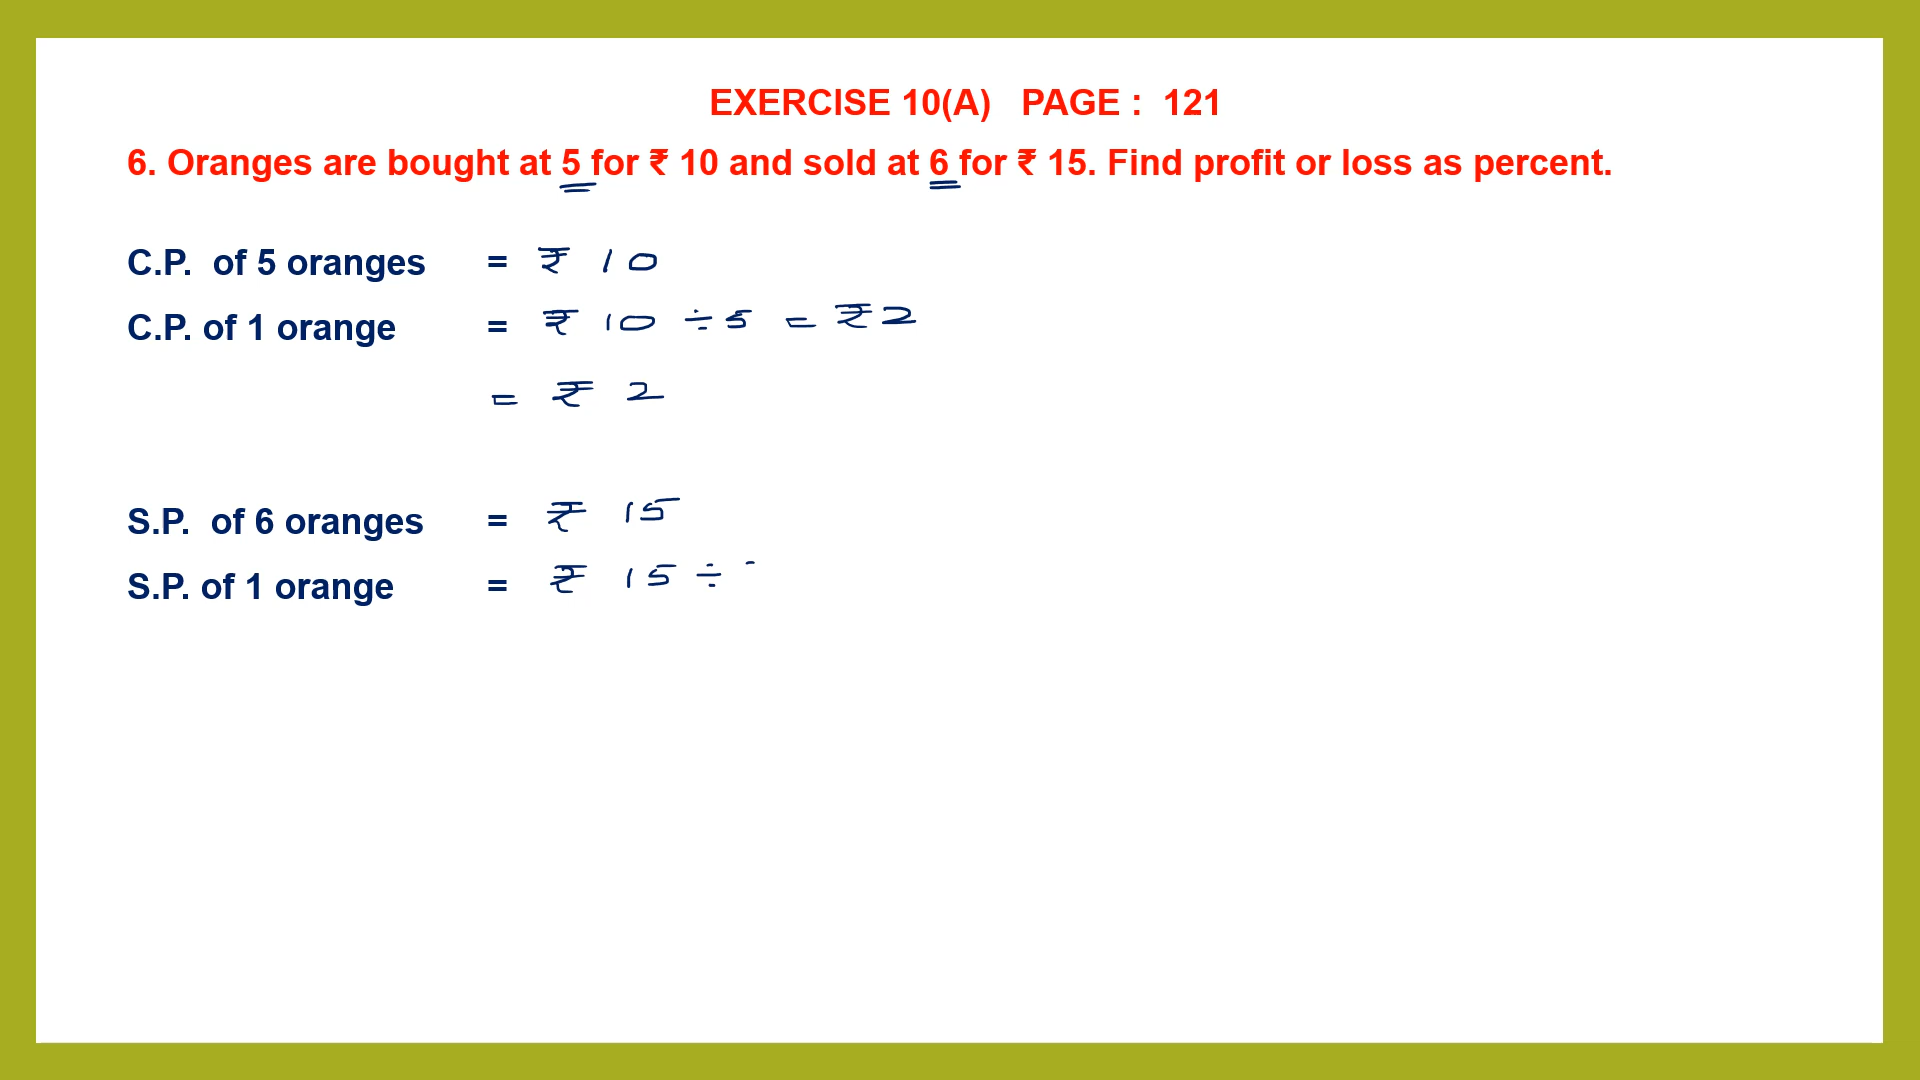 EXERCISE 10(A) PAGE : 121
6. Oranges are bought at 5 for ₹ 10 and sold at 6 for ₹ 15. Find profit or loss as percent.
C.P. of 5 oranges = ₹ 10
C.P. of 1 orange = ₹ 10 ÷ 5 = ₹ 2
= ₹ 2
S.P. of 6 oranges = ₹ 15
S.P. of 1 orange = ₹ 15 ÷